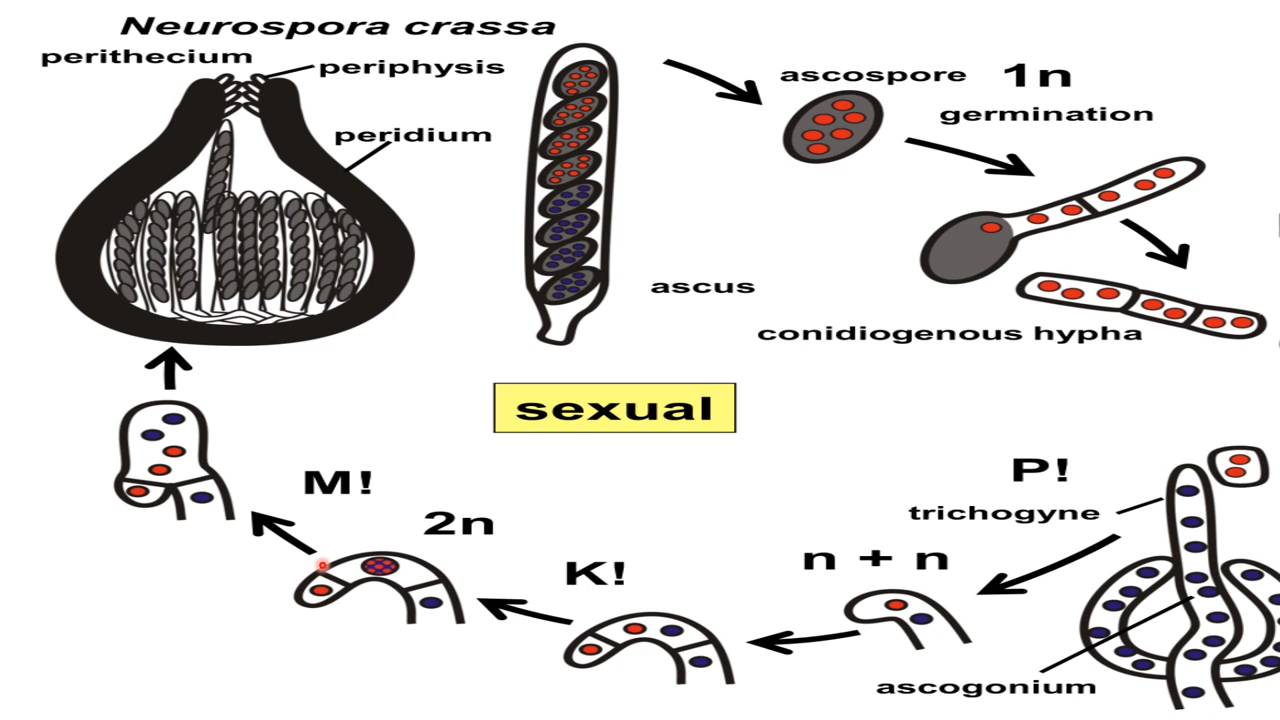 Neurospora crassa
perithecium
periphysis
peridium
ascospore
1n
germination
ascus
conidiogenous hypha
sexual
M!
2n
K!
n + n
P!
trichogyne
ascogonium